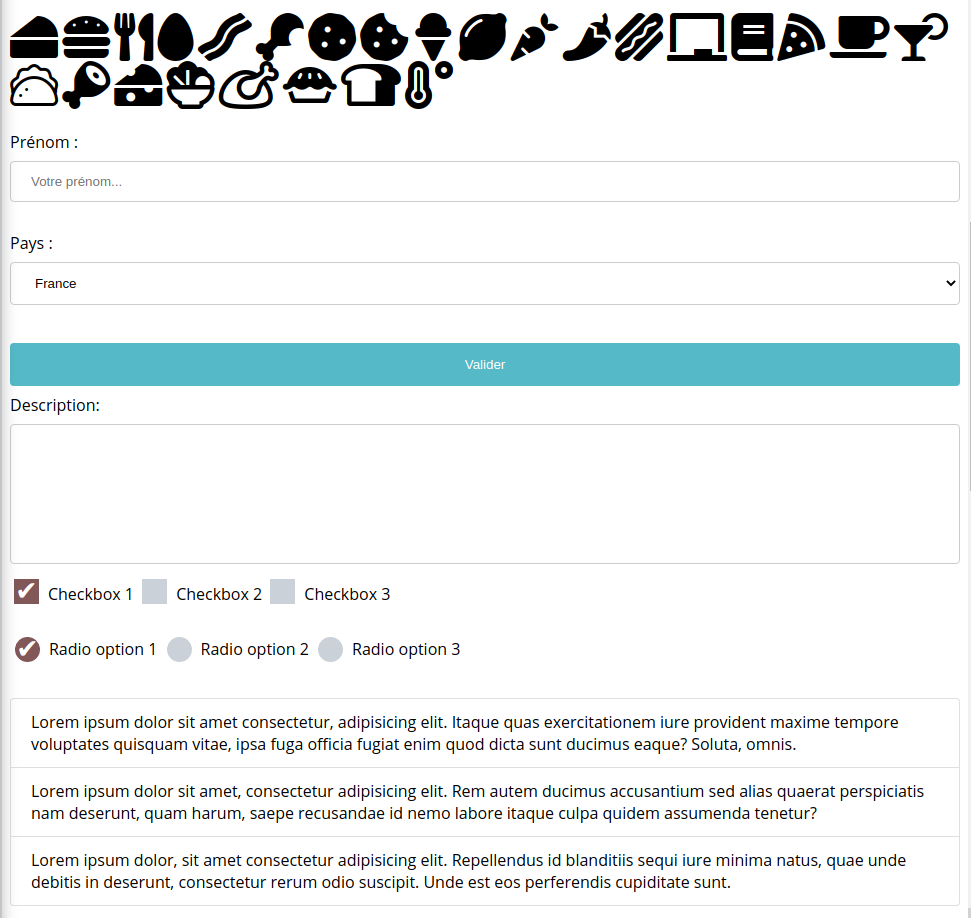 Prénom :
Votre prénom...
Pays :
France
Valider
Description:
Checkbox 1 Checkbox 2 Checkbox 3
Radio option 1 Radio option 2 Radio option 3
Lorem ipsum dolor sit amet consectetur, adipisicing elit. Itaque quas exercitationem iure provident maxime tempore
voluptates quisquam vitae, ipsa fuga officia fugiat enim quod dicta sunt ducimus eaque? Soluta, omnis.
Lorem ipsum dolor sit amet, consectetur adipisicing elit. Rem autem ducimus accusantium sed alias quaerat perspiciatis
nam deserunt, quam harum, saepe recusandae id nemo labore itaque culpa quidem assumenda tenetur?
Lorem ipsum dolor, sit amet consectetur adipisicing elit. Repellendus id blanditiis sequi iure minima natus, quae unde
debitis in deserunt, consectetur rerum odio suscipit. Unde est eos perferendis cupiditate sunt.